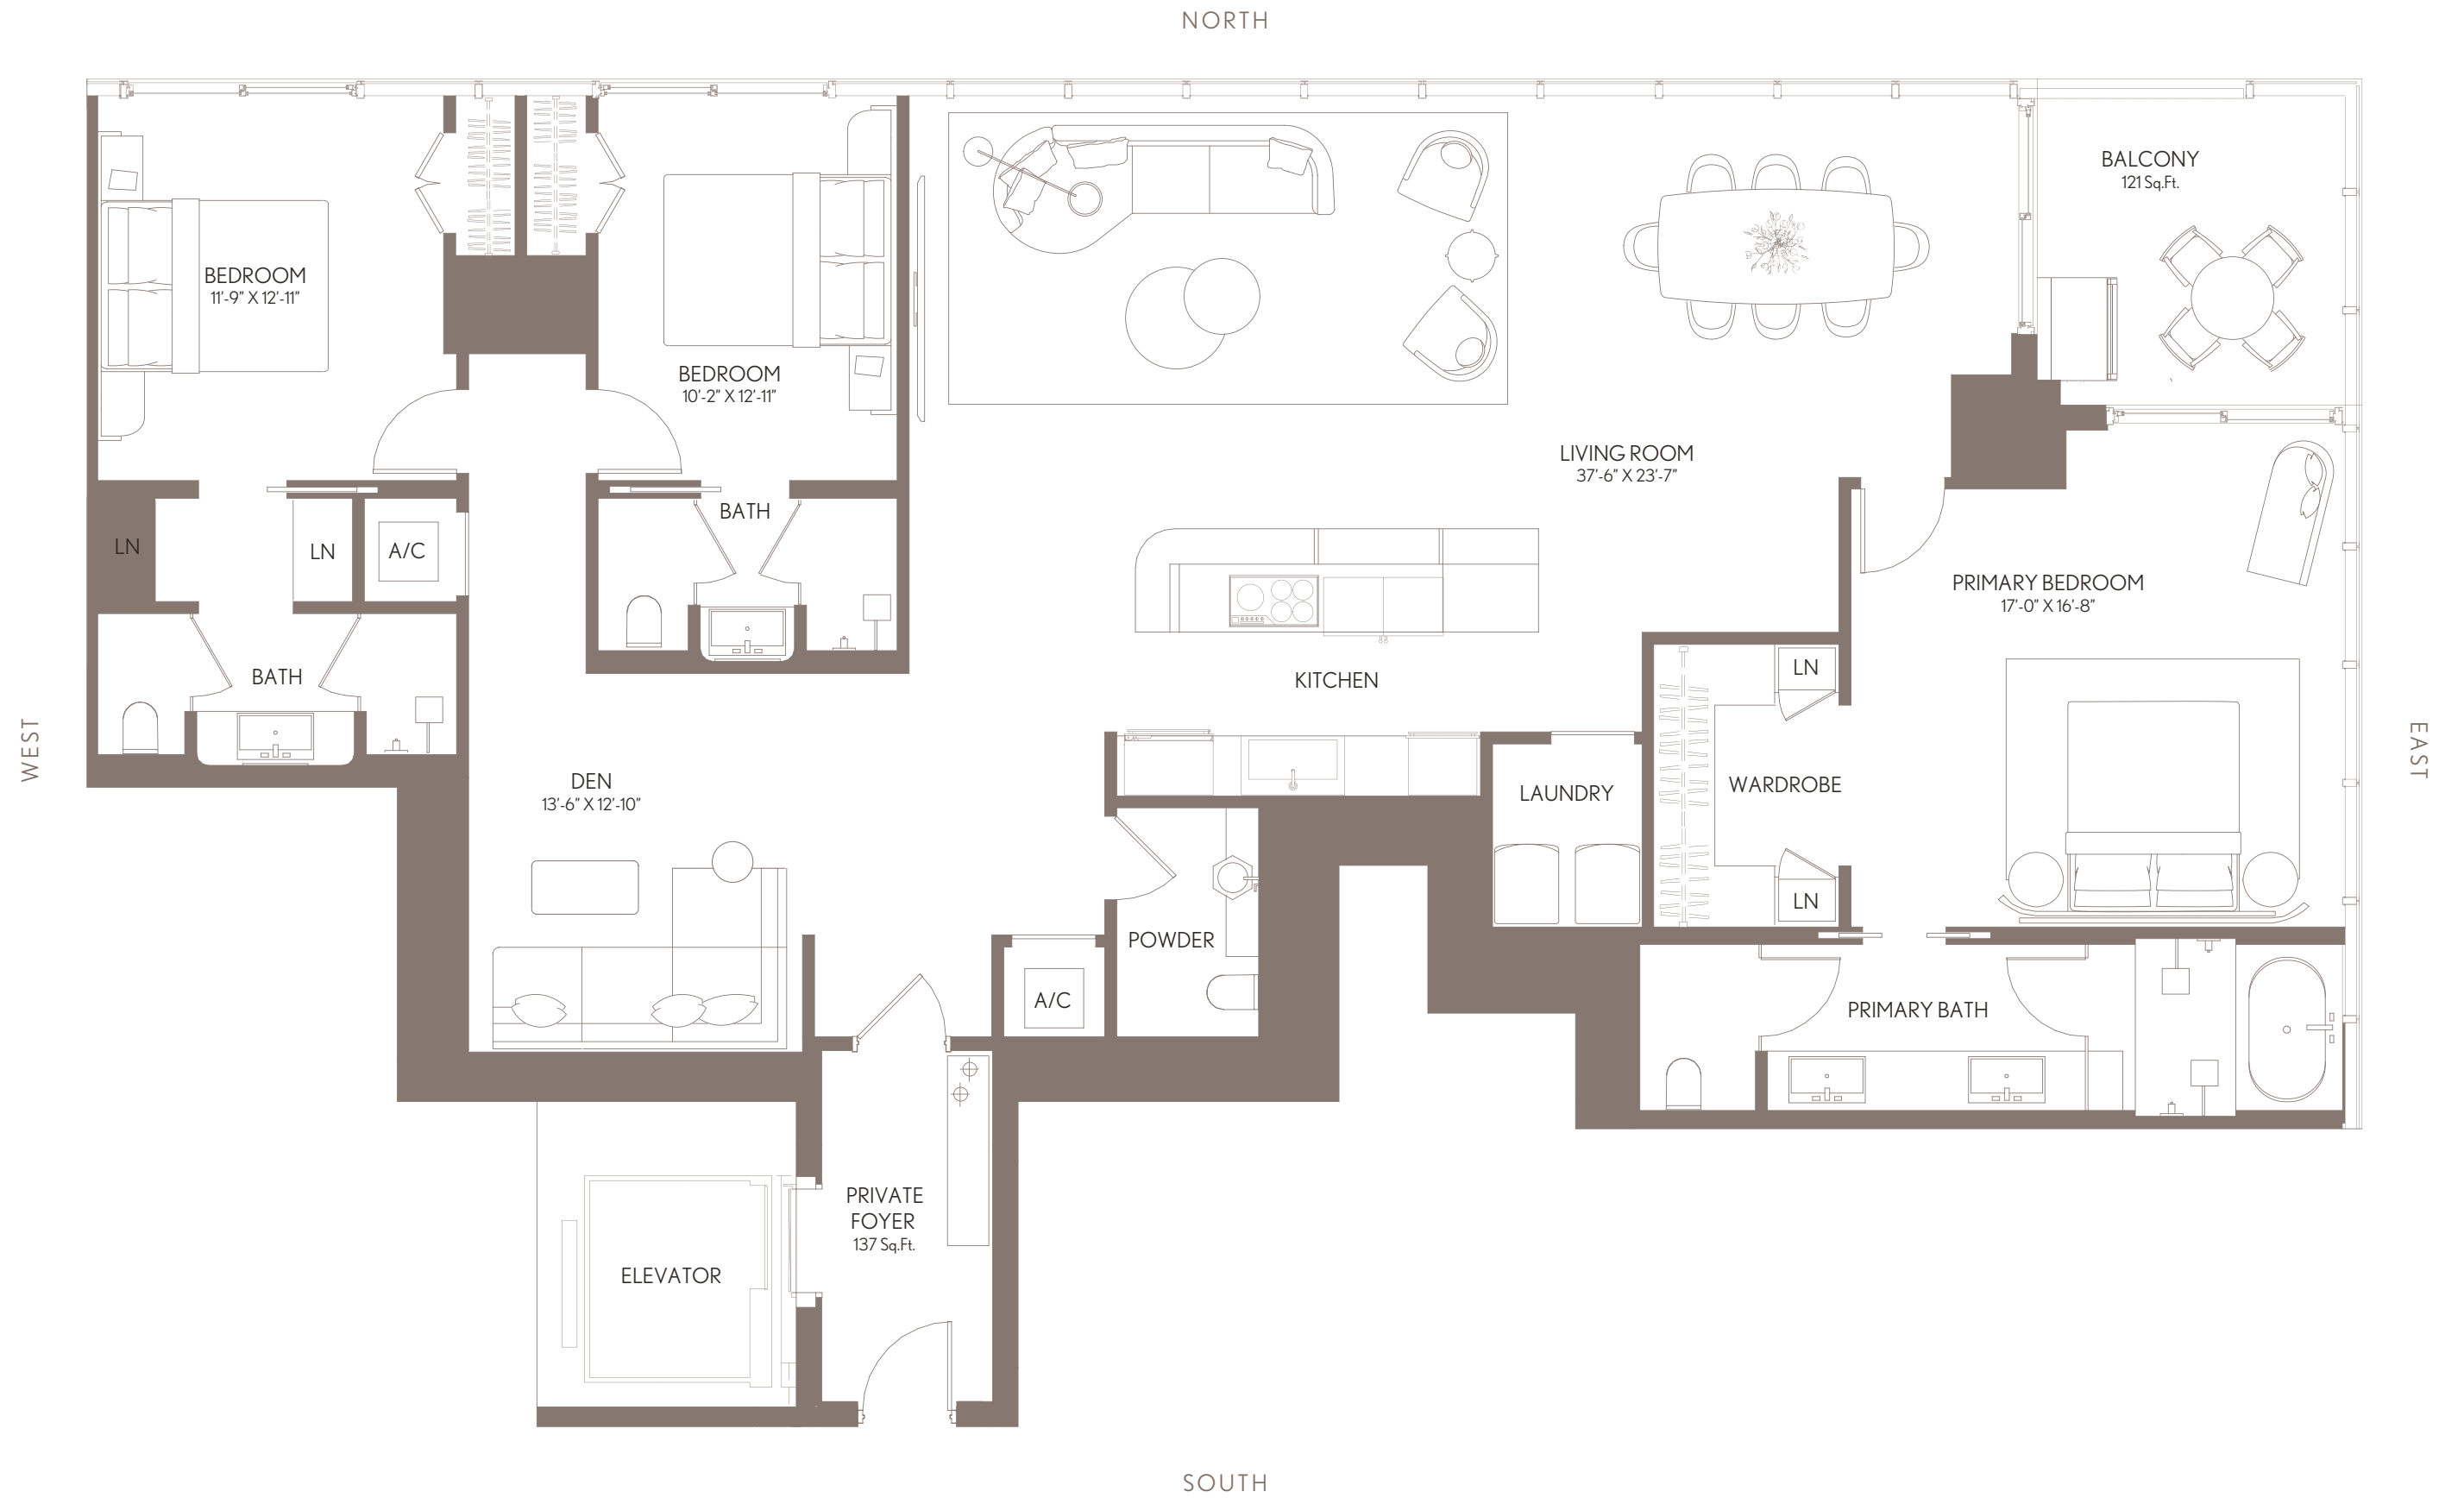 NORTH
BALCONY
121 Sq.Ft.
BEDROOM
11'-9" X 12'-11"
BEDROOM
10'-2" X 12'-11"
LIVING ROOM
37'-6" X 23'-7"
BATH
LN
LN
A/C
PRIMARY BEDROOM
17'-0" X 16'-8"
BATH
KITCHEN
LN
WEST
EAST
DEN
13'-6" X 12'-10"
LAUNDRY
WARDROBE
LN
POWDER
A/C
PRIMARY BATH
PRIVATE
FOYER
137 Sq.Ft.
ELEVATOR
SOUTH